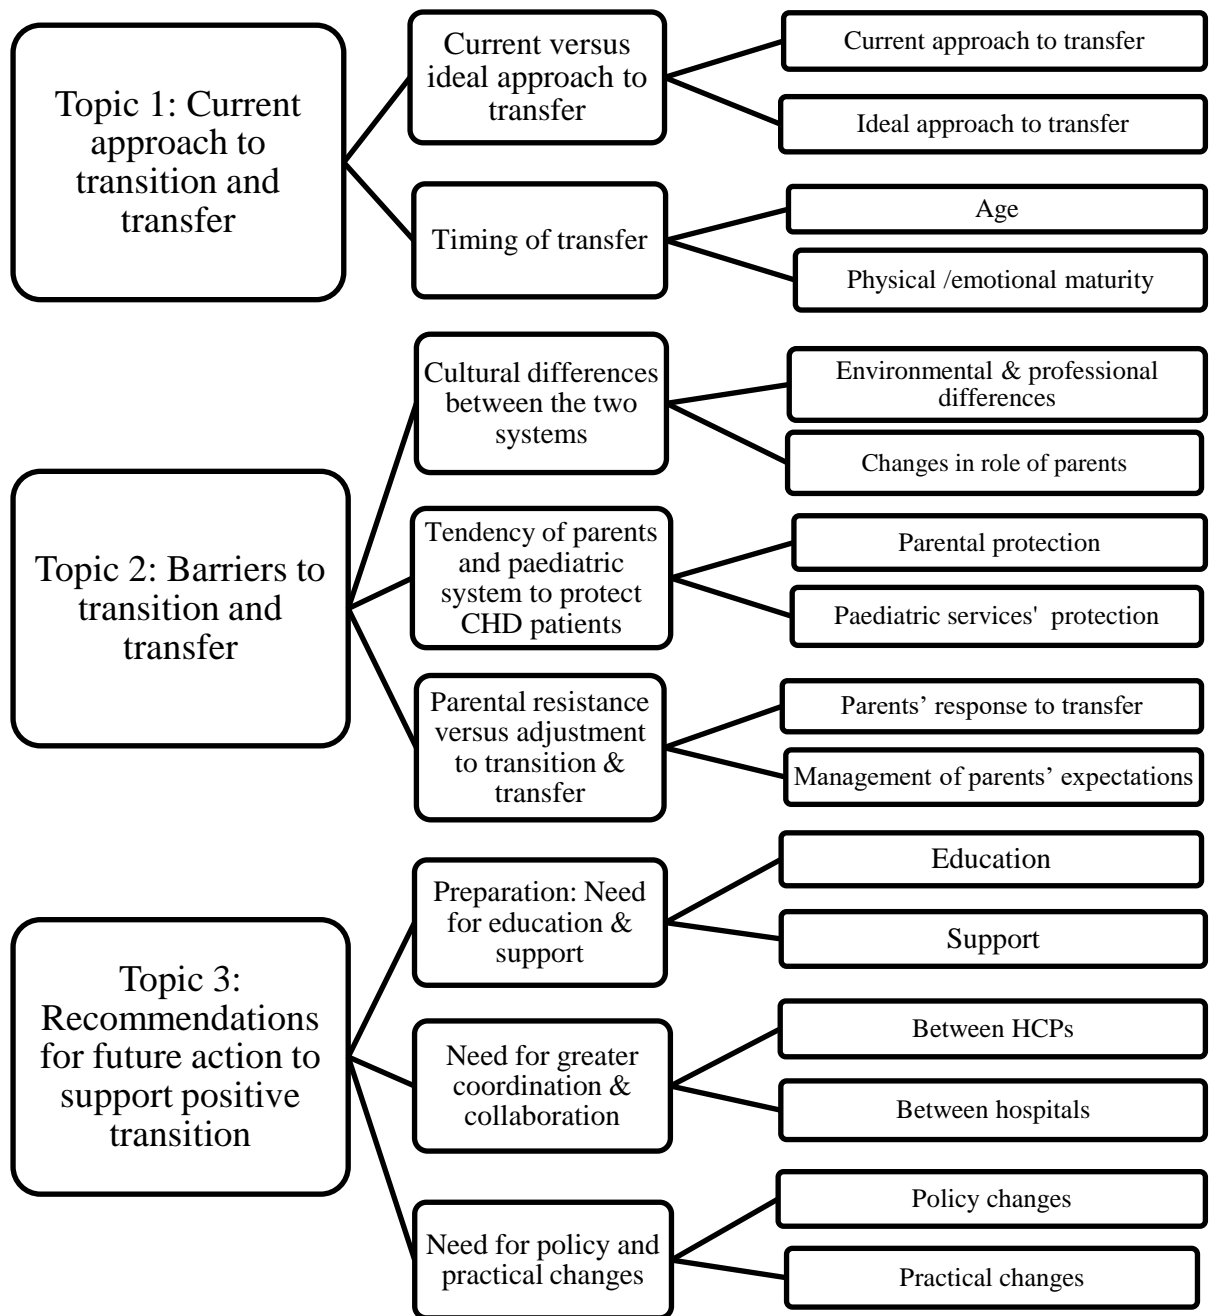 Topic 1: Current
approach to
transition and
transfer
Current versus
ideal approach to
transfer
Current approach to transfer
Ideal approach to transfer
Timing of transfer
Age
Physical /emotional maturity
Topic 2: Barriers to
transition and
transfer
Cultural differences
between the two
systems
Environmental & professional
differences
Changes in role of parents
Tendency of parents
and paediatric
system to protect
CHD patients
Parental protection
Paediatric services' protection
Parental resistance
versus adjustment
to transition &
transfer
Parents’ response to transfer
Management of parents’ expectations
Topic 3:
Recommendations
for future action to
support positive
transition
Preparation: Need
for education &
support
Education
Support
Need for greater
coordination &
collaboration
Between HCPs
Between hospitals
Need for policy and
practical changes
Policy changes
Practical changes